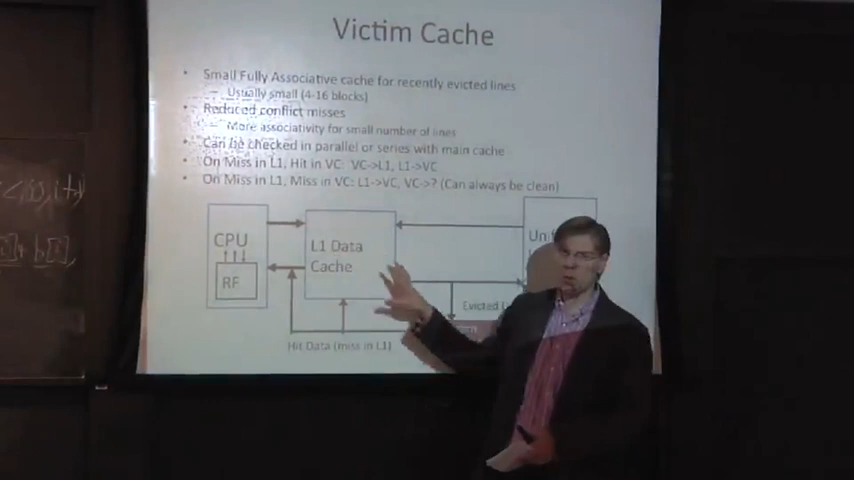 Victim Cache
• Small Fully Associative cache for recently evicted lines
– Usually small (4-16 blocks)
• Reduced conflict misses
– More associativity for small number of lines
• Can be checked in parallel or series with main cache
• On Miss in L1, Hit in VC: VC->L1, L1->VC
• On Miss in L1, Miss in VC: L1->VC, VC->? (Can always be clean)
CPU
RF
L1 Data
Cache
Evicted
Hit Data (miss in L1)